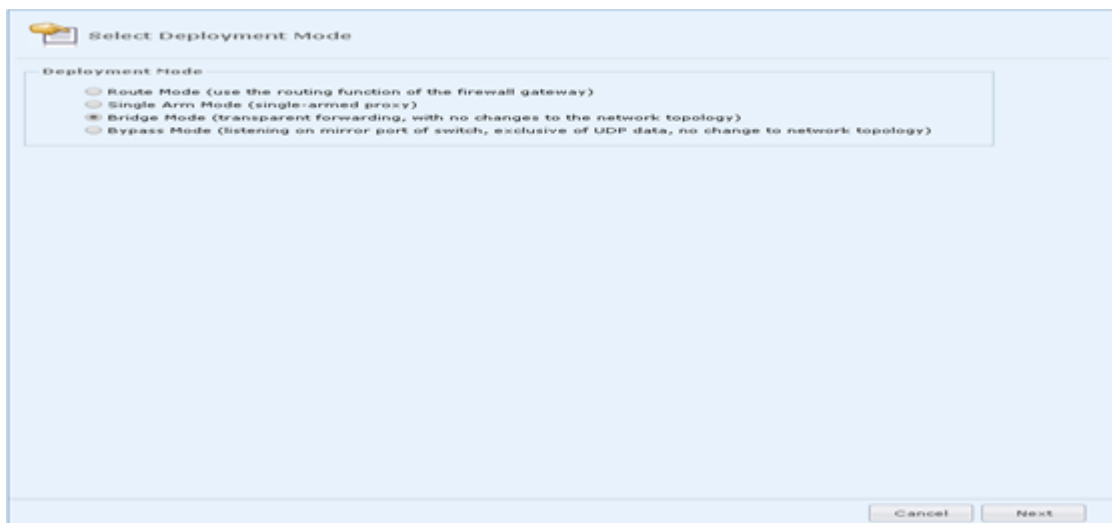 Select Deployment Mode
Deployment Mode
Route Mode (use the routing function of the firewall gateway)
Single Arm Mode (single-armed proxy)
Bridge Mode (transparent forwarding, with no changes to the network topology)
Bypass Mode (listening on mirror port of switch, exclusive of UDP data, no change to network topology)
Cancel Next